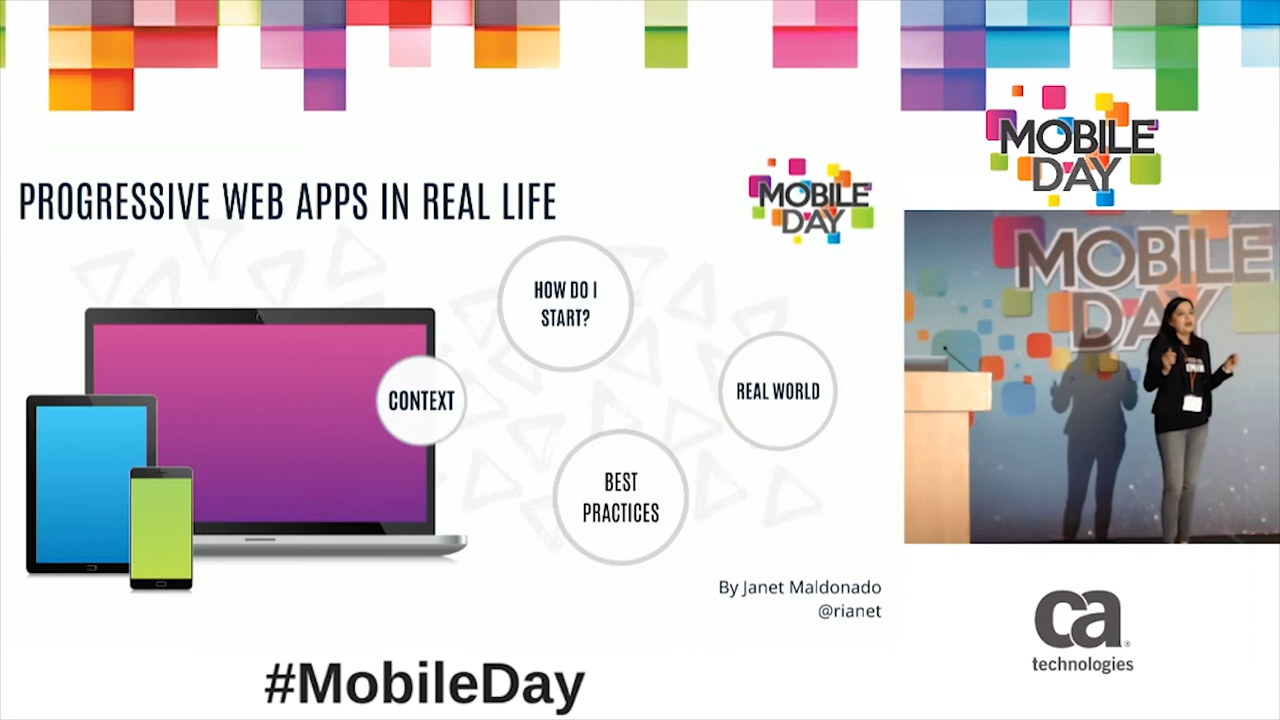 PROGRESSIVE WEB APPS IN REAL LIFE
MOBILE
DAY
HOW DO I
START?
CONTEXT
REAL WORLD
BEST
PRACTICES
By Janet Maldonado
@rianet
#MobileDay
MOBILE
DAY
MOBILE
DAY
ca
technologies